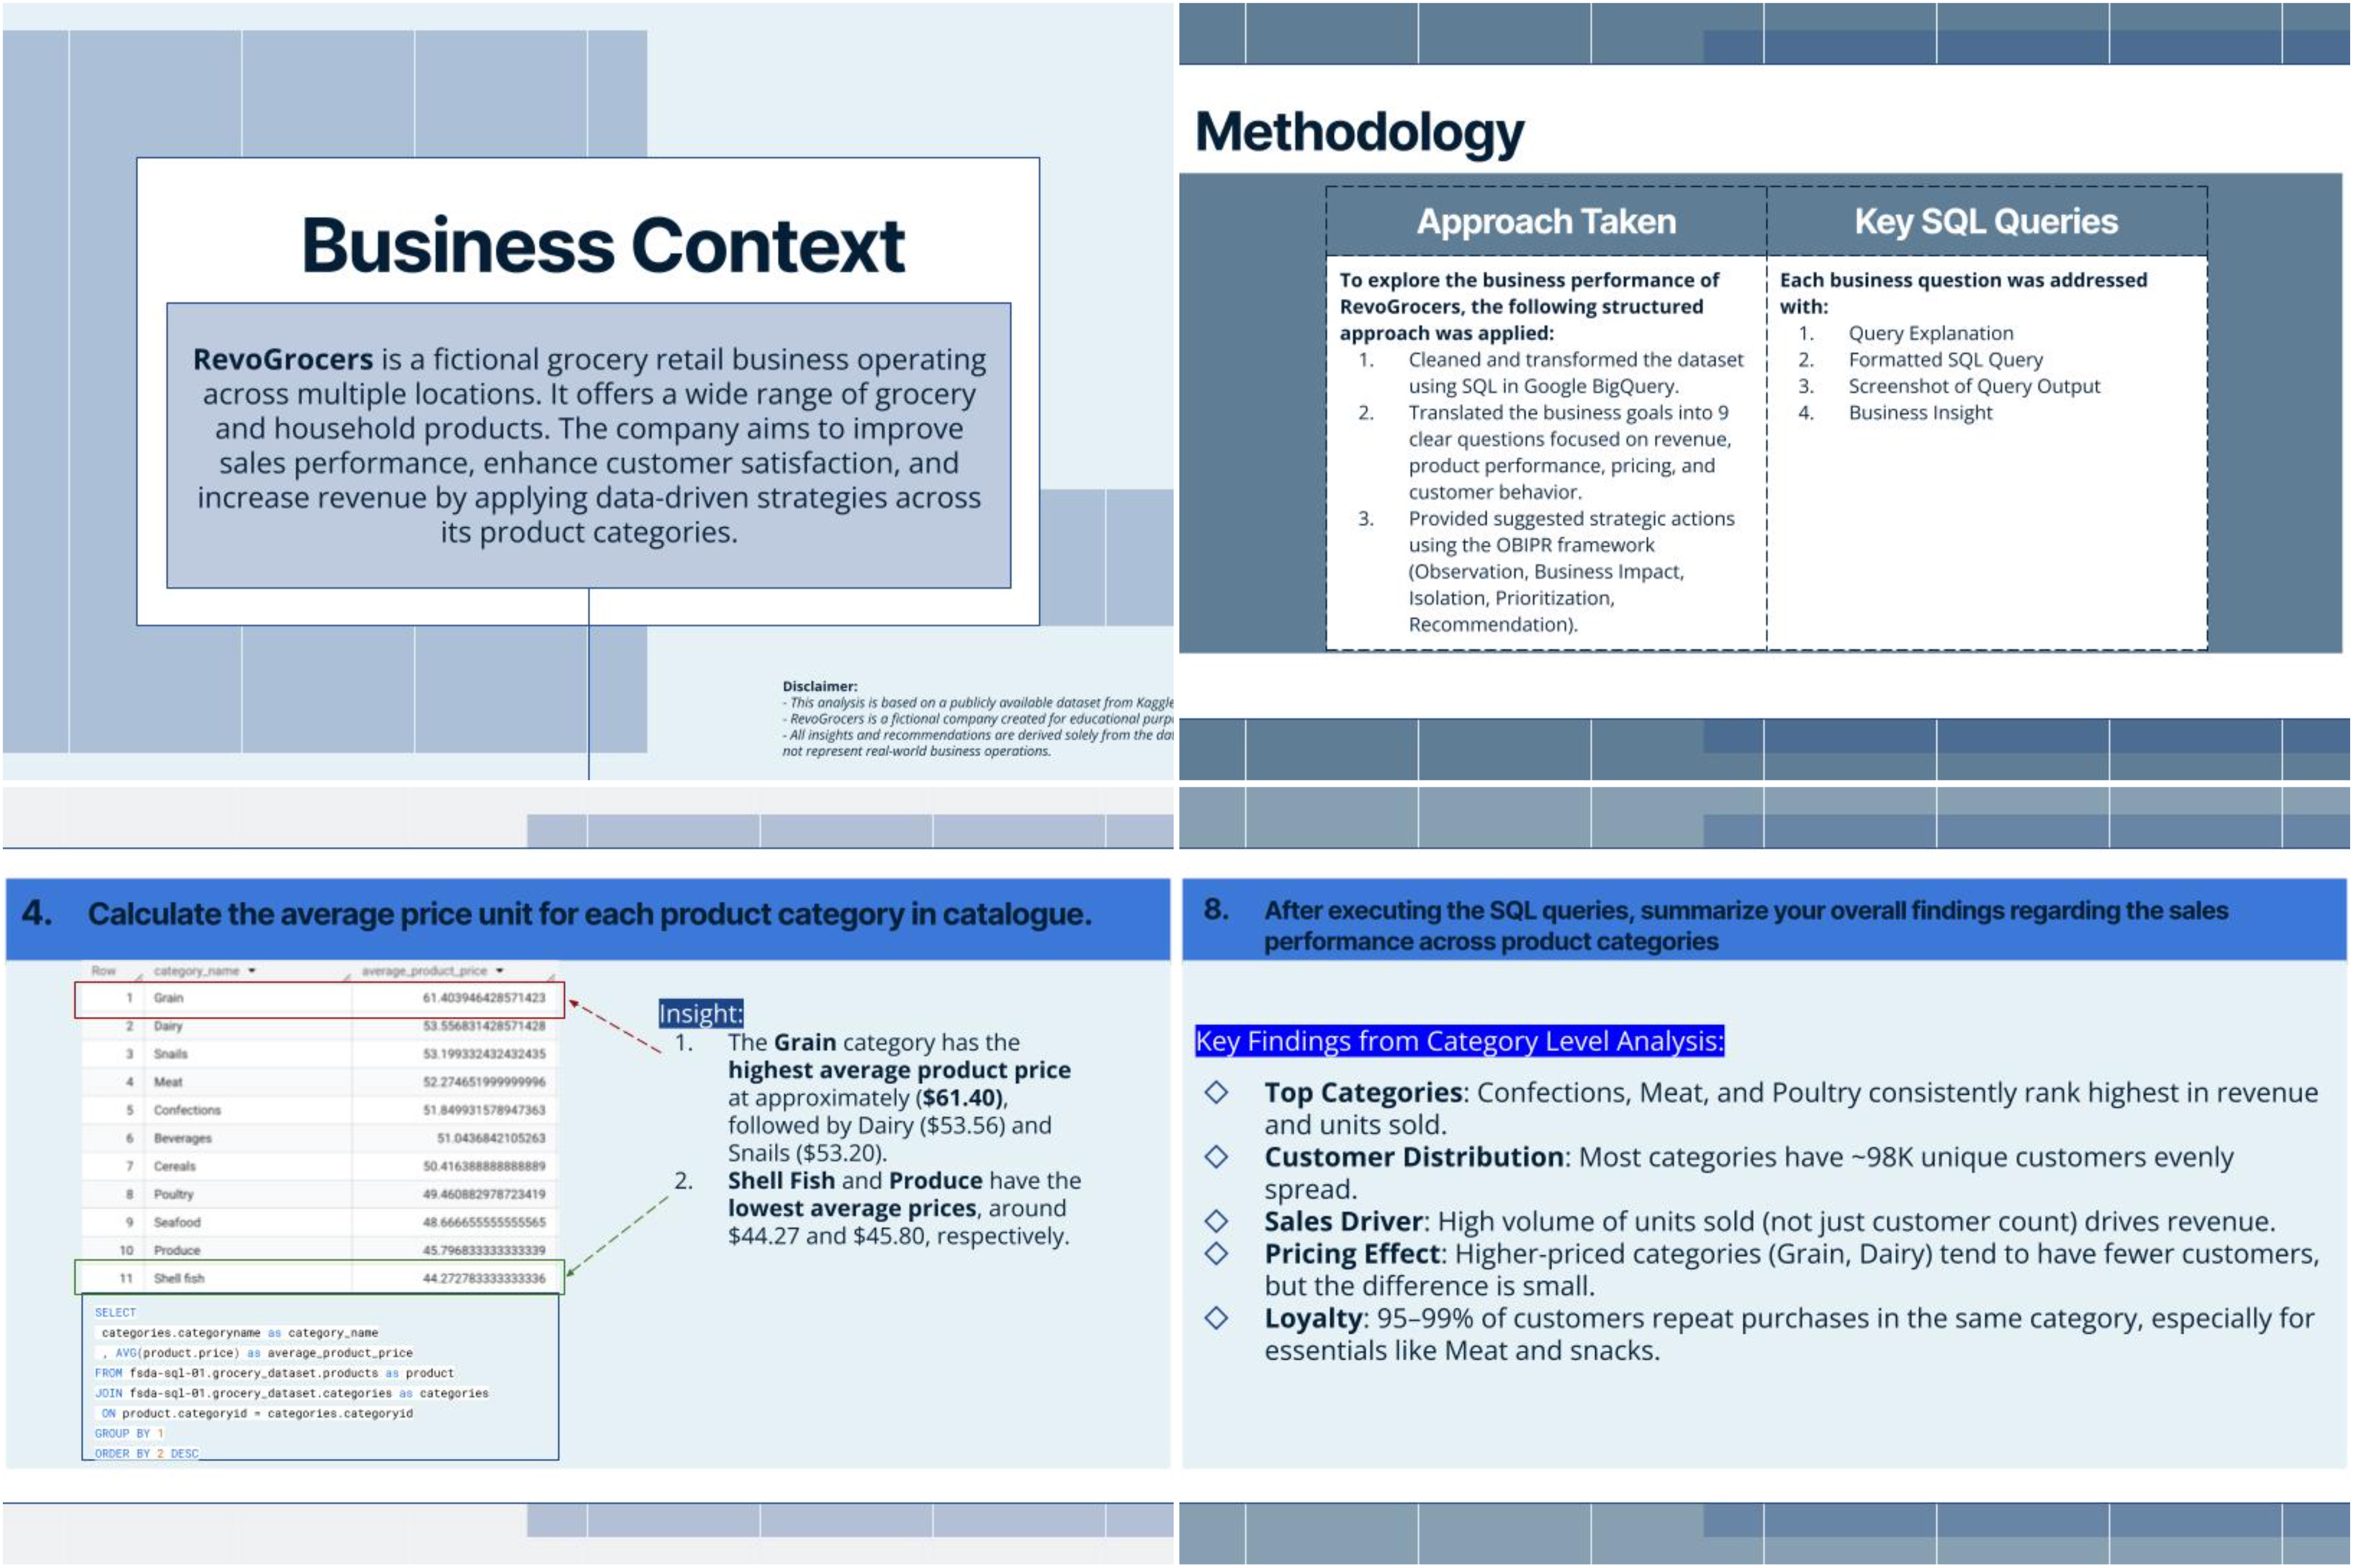 Business Context
RevoGrocers is a fictional grocery retail business operating
across multiple locations. It offers a wide range of grocery
and household products. The company aims to improve
sales performance, enhance customer satisfaction, and
increase revenue by applying data-driven strategies across
its product categories.
Disclaimer:
- This analysis is based on a publicly available dataset from Kaggle
- RevoGrocers is a fictional company created for educational purp
- All insights and recommendations are derived solely from the da
not represent real-world business operations.
Methodology
Approach Taken
To explore the business performance of
RevoGrocers, the following structured
approach was applied:
1. Cleaned and transformed the dataset
using SQL in Google BigQuery.
2. Translated the business goals into 9
clear questions focused on revenue,
product performance, pricing, and
customer behavior.
3. Provided suggested strategic actions
using the OBIPR framework
(Observation, Business Impact,
Isolation, Prioritization,
Recommendation).
Key SQL Queries
Each business question was addressed
with:
1. Query Explanation
2. Formatted SQL Query
3. Screenshot of Query Output
4. Business Insight
4. Calculate the average price unit for each product category in catalogue.
Row category_name average_product_price
1 Grain 61.403946428571423
2 Dairy 53.556831428571428
3 Snails 53.199332432432435
4 Meat 52.274651999999996
5 Confections 51.849931578947363
6 Beverages 51.0436842105263
7 Cereals 50.416388888888889
8 Poultry 49.460882978723419
9 Seafood 48.666655555555565
10 Produce 45.796833333333339
11 Shell fish 44.272783333333336
SELECT
categories.categoryname as category_name
, AVG(product.price) as average_product_price
FROM fsda-sql-01.grocery_dataset.products as product
JOIN fsda-sql-01.grocery_dataset.categories as categories
ON product.categoryid = categories.categoryid
GROUP BY 1
ORDER BY 2 DESC
Insight:
1. The Grain category has the
highest average product price
at approximately ($61.40),
followed by Dairy ($53.56) and
Snails ($53.20).
2. Shell Fish and Produce have the
lowest average prices, around
$44.27 and $45.80, respectively.
8. After executing the SQL queries, summarize your overall findings regarding the sales
performance across product categories
Key Findings from Category Level Analysis:
◇ Top Categories: Confections, Meat, and Poultry consistently rank highest in revenue
and units sold.
◇ Customer Distribution: Most categories have ~98K unique customers evenly
spread.
◇ Sales Driver: High volume of units sold (not just customer count) drives revenue.
◇ Pricing Effect: Higher-priced categories (Grain, Dairy) tend to have fewer customers,
but the difference is small.
◇ Loyalty: 95–99% of customers repeat purchases in the same category, especially for
essentials like Meat and snacks.